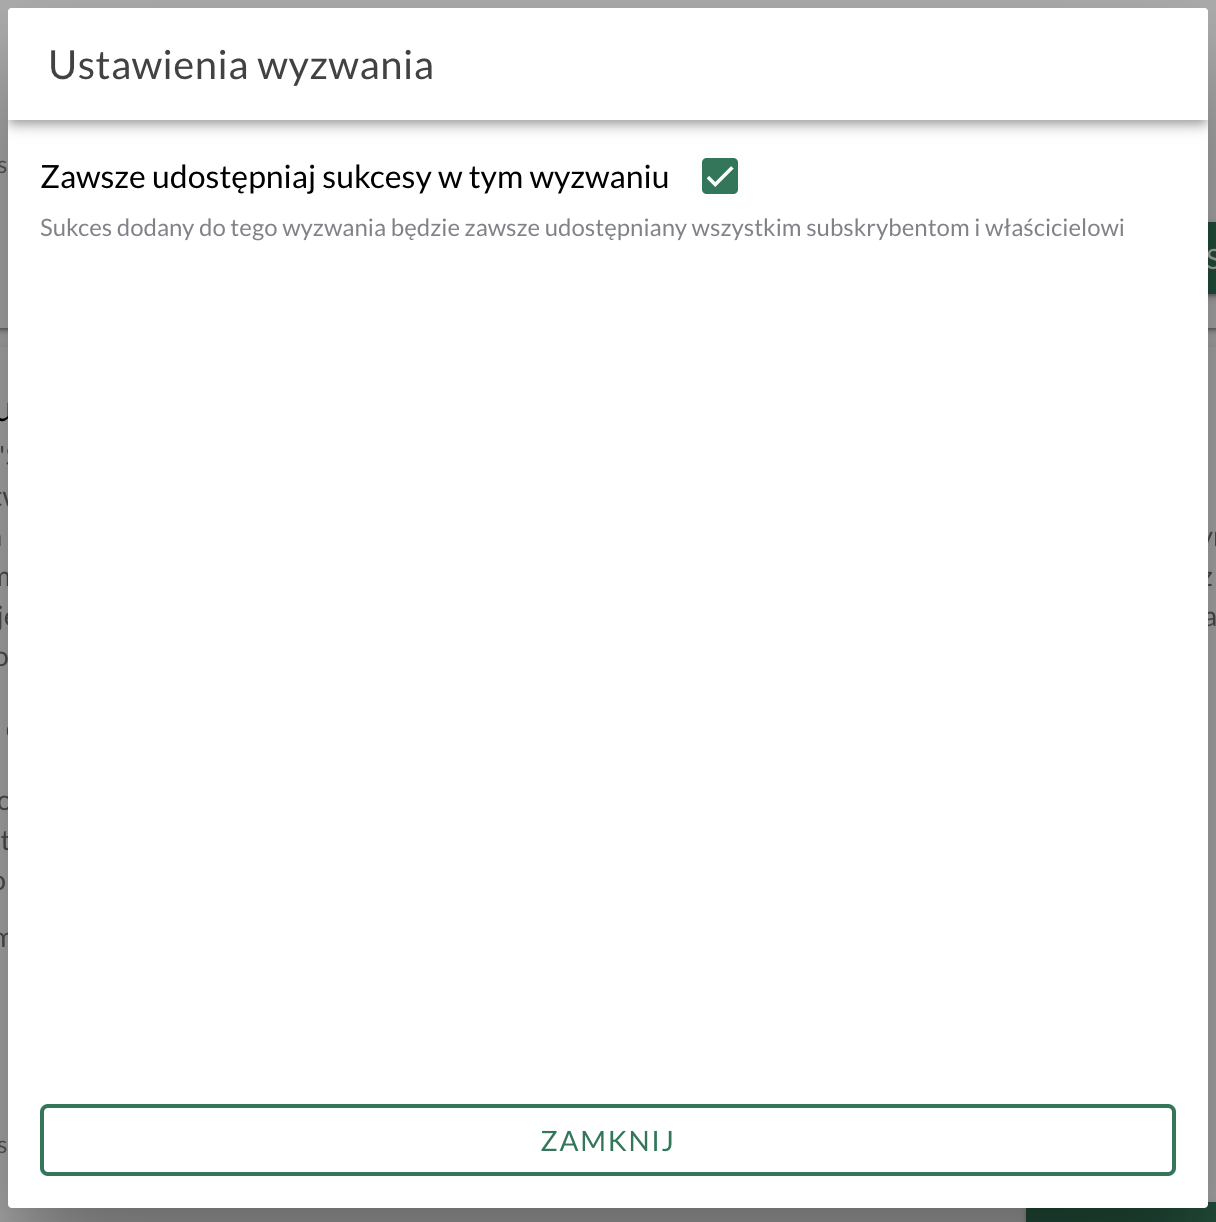 Ustawienia wyzwania
Zawsze udostępniaj sukcesy w tym wyzwaniu
Sukces dodany do tego wyzwania będzie zawsze udostępniany wszystkim subskrybentom i właścicielowi
ZAMKNIJ